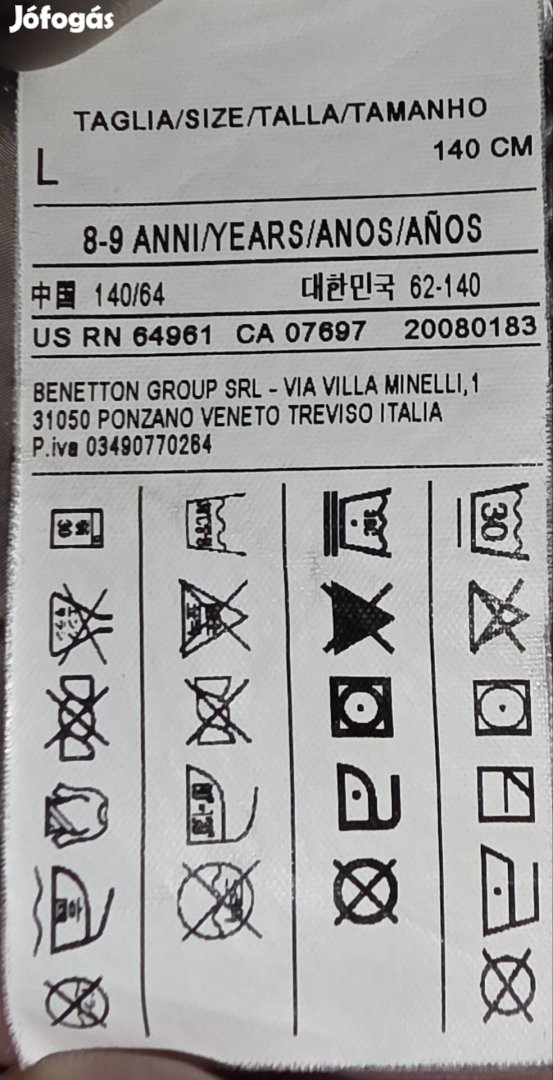 Jófogás
TAGLIA/SIZE/TALLA/TAMANHO
L 140 CM
8-9 ANNI/YEARS/ANOS/AÑOS
中国 140/64 대한민국 62-140
US RN 64961 CA 07697 20080183
BENETTON GROUP SRL - VIA VILLA MINELLI,1
31050 PONZANO VENETO TREVISO ITALIA
P.iva 03490770264
30
30